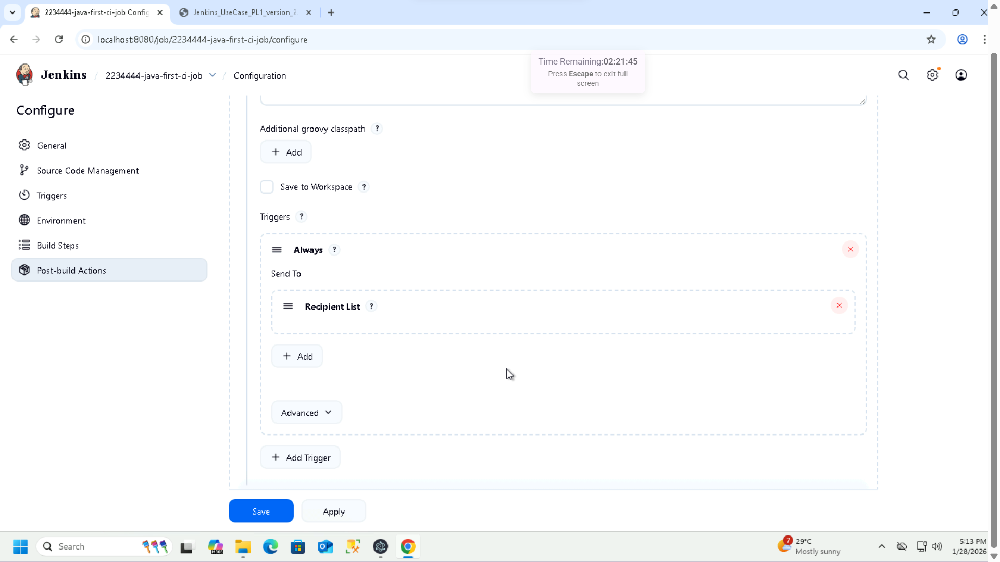 2234444-java-first-ci-job Config
Jenkins_UseCase_PL1_version_2
localhost:8080/job/2234444-java-first-ci-job/configure
Time Remaining:02:21:45
Press Escape to exit full
screen
Jenkins / 2234444-java-first-ci-job / Configuration
Configure
General
Source Code Management
Triggers
Environment
Build Steps
Post-build Actions
Additional groovy classpath ?
+ Add
Save to Workspace ?
Triggers ?
Always ?
Send To
Recipient List ?
+ Add
Advanced
+ Add Trigger
Save
Apply
Search
M365
7
29°C
Mostly sunny
5:13 PM
1/28/2026